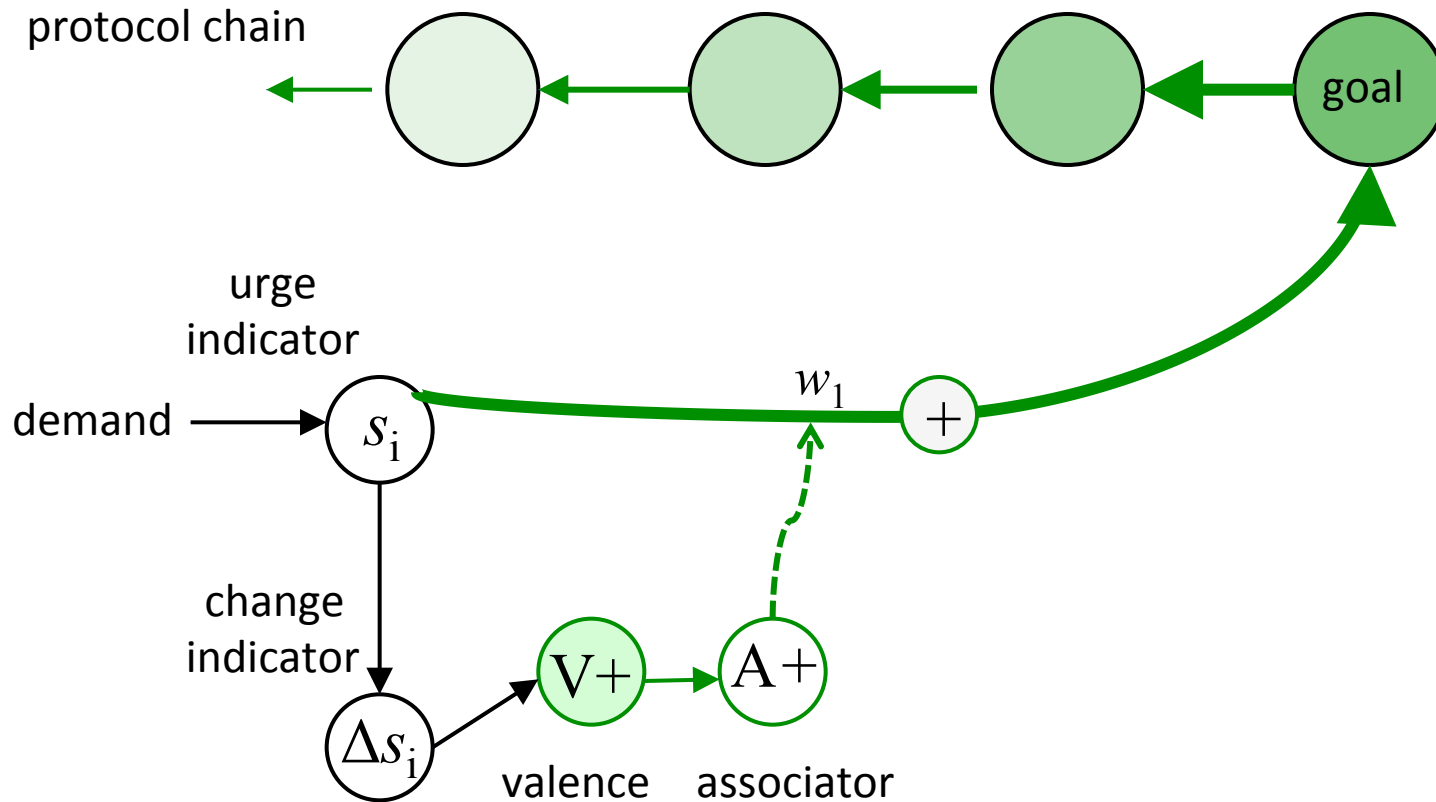 protocol chain
goal
urge
indicator
w₁
demand
sᵢ
+
change
indicator
V+
A+
Δsᵢ
valence
associator